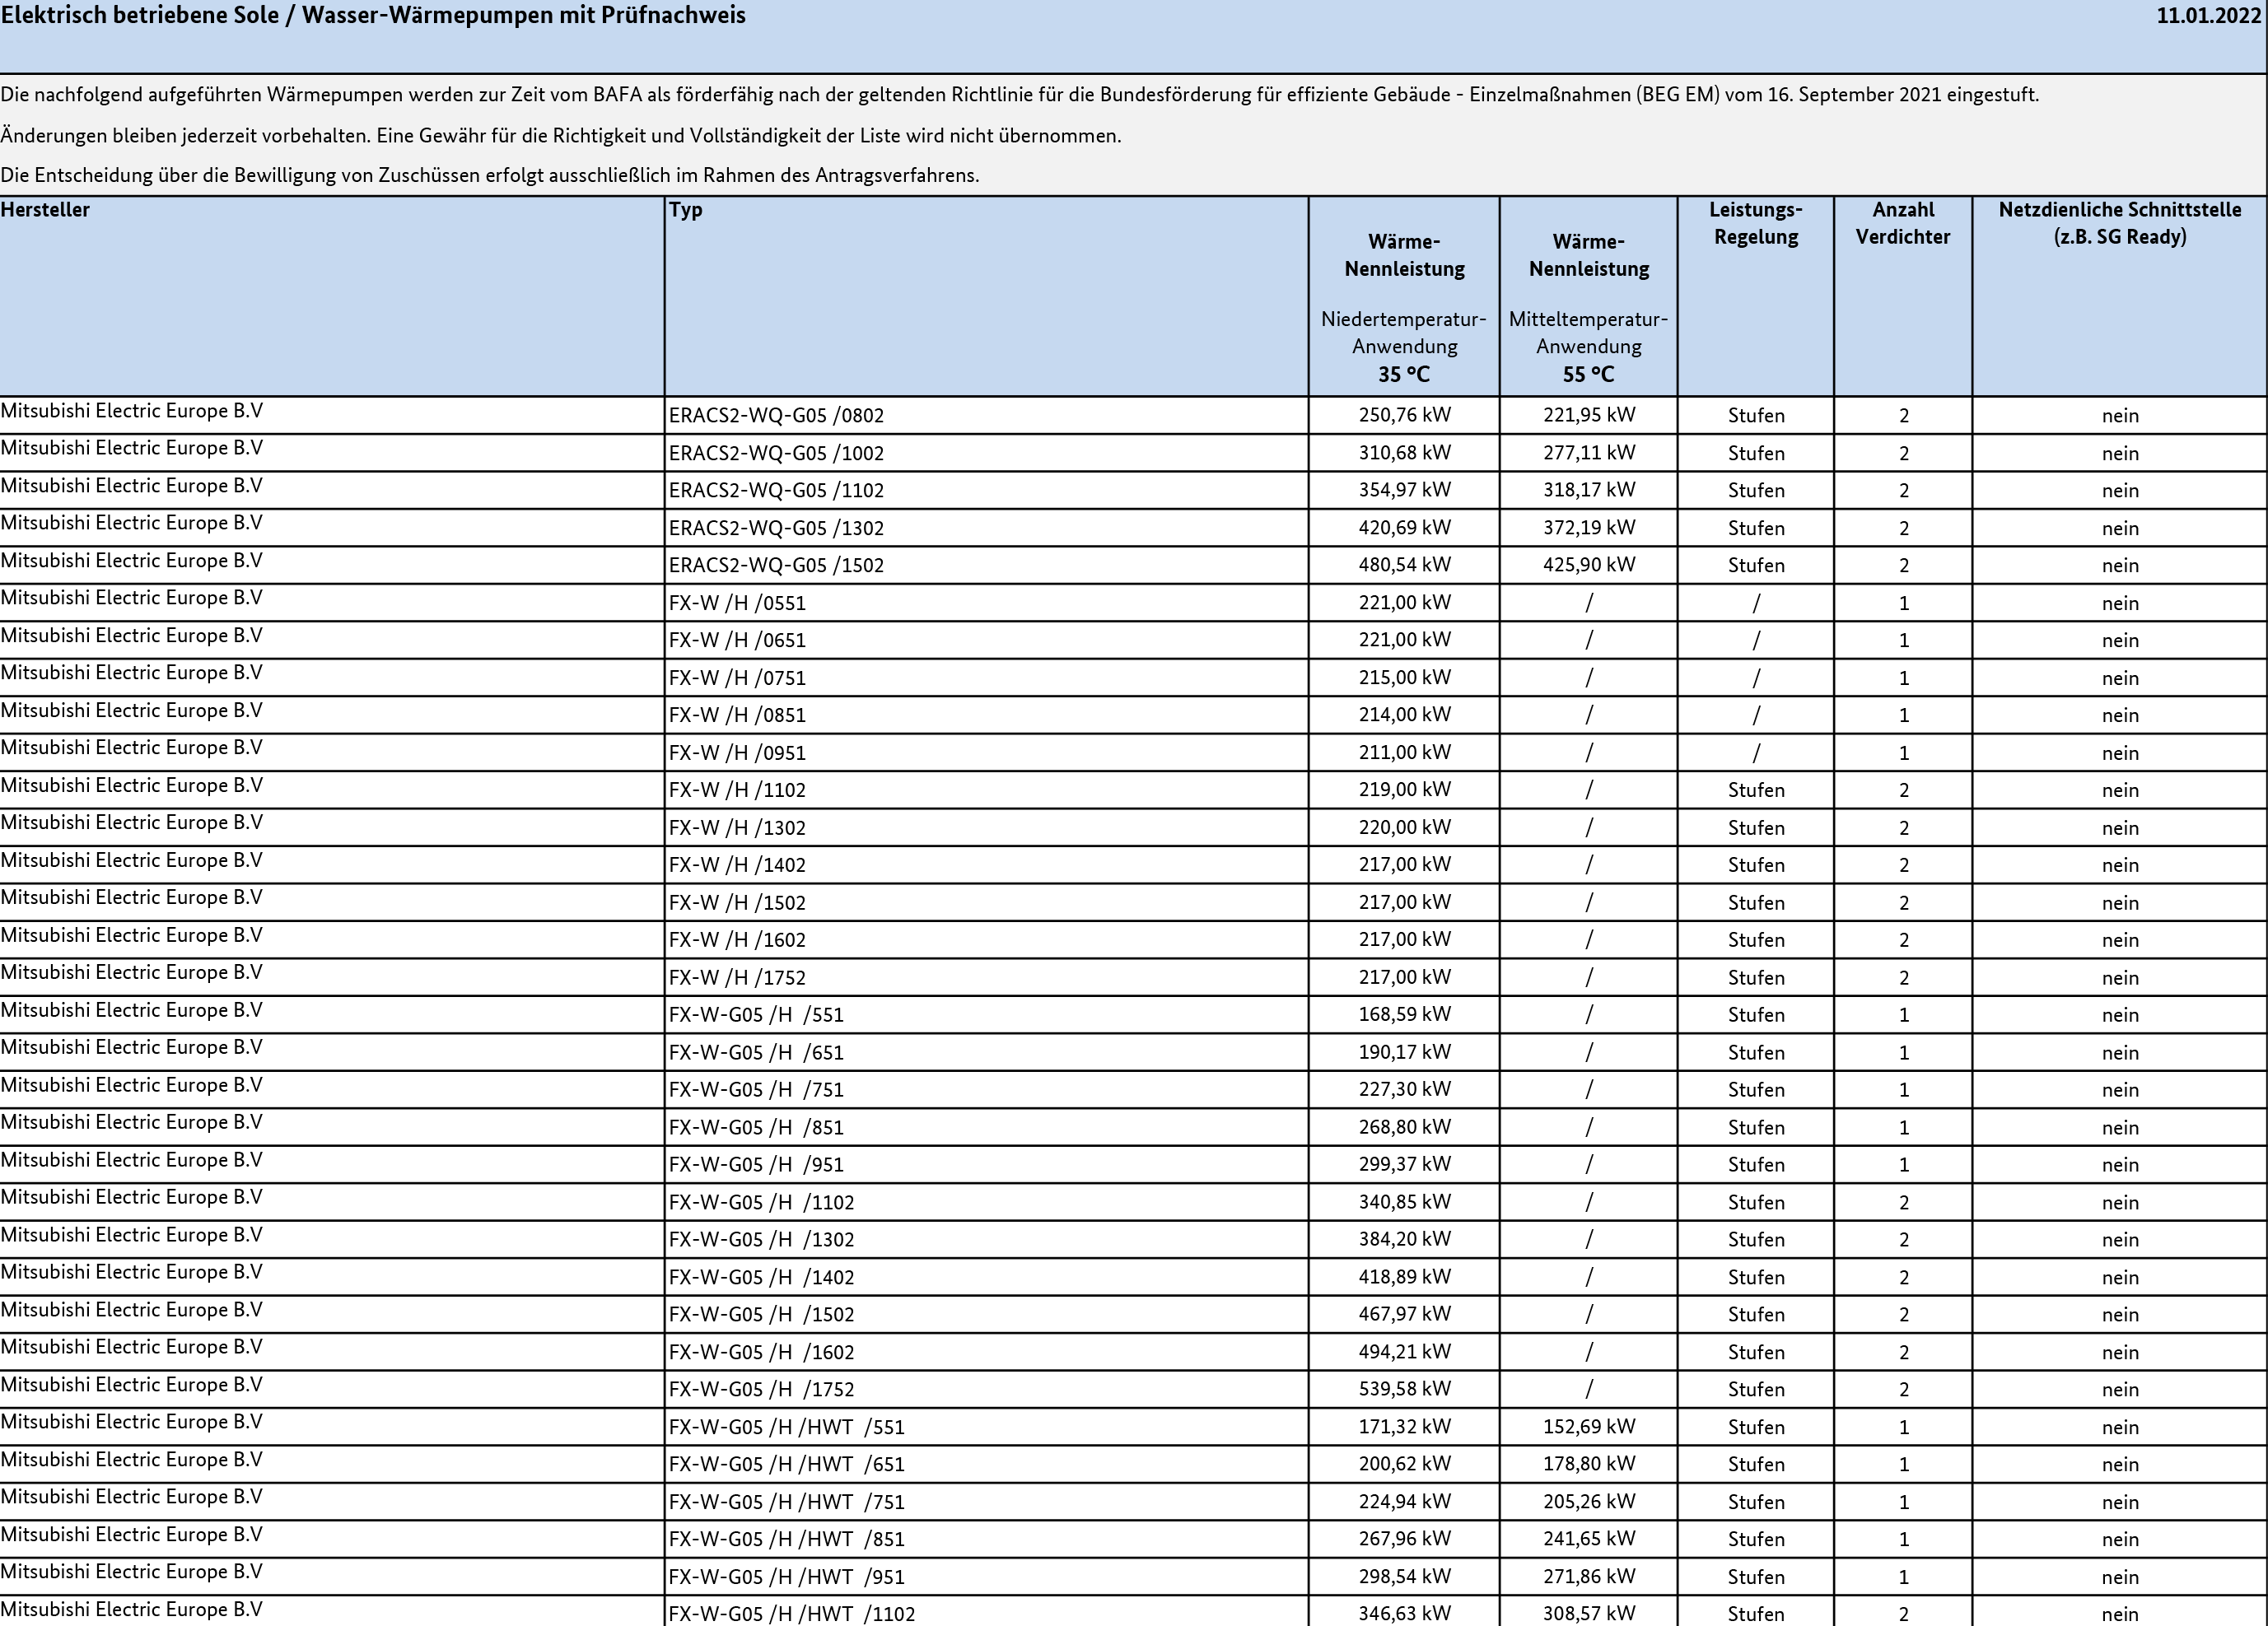 Elektrisch betriebene Sole / Wasser-Wärmepumpen mit Prüfnachweis 11.01.2022
Die nachfolgend aufgeführten Wärmepumpen werden zur Zeit vom BAFA als förderfähig nach der geltenden Richtlinie für die Bundesförderung für effiziente Gebäude - Einzelmaßnahmen (BEG EM) vom 16. September 2021 eingestuft.
Änderungen bleiben jederzeit vorbehalten. Eine Gewähr für die Richtigkeit und Vollständigkeit der Liste wird nicht übernommen.
Die Entscheidung über die Bewilligung von Zuschüssen erfolgt ausschließlich im Rahmen des Antragsverfahrens.
Hersteller
Typ
Wärme-
Nennleistung
Niedertemperatur-
Anwendung
35 °C
Wärme-
Nennleistung
Mitteltemperatur-
Anwendung
55 °C
Leistungs-
Regelung
Anzahl
Verdichter
Netzdienliche Schnittstelle
(z.B. SG Ready)
Mitsubishi Electric Europe B.V ERACS2-WQ-G05 /0802 250,76 kW 221,95 kW Stufen 2 nein
Mitsubishi Electric Europe B.V ERACS2-WQ-G05 /1002 310,68 kW 277,11 kW Stufen 2 nein
Mitsubishi Electric Europe B.V ERACS2-WQ-G05 /1102 354,97 kW 318,17 kW Stufen 2 nein
Mitsubishi Electric Europe B.V ERACS2-WQ-G05 /1302 420,69 kW 372,19 kW Stufen 2 nein
Mitsubishi Electric Europe B.V ERACS2-WQ-G05 /1502 480,54 kW 425,90 kW Stufen 2 nein
Mitsubishi Electric Europe B.V FX-W /H /0551 221,00 kW / / 1 nein
Mitsubishi Electric Europe B.V FX-W /H /0651 221,00 kW / / 1 nein
Mitsubishi Electric Europe B.V FX-W /H /0751 215,00 kW / / 1 nein
Mitsubishi Electric Europe B.V FX-W /H /0851 214,00 kW / / 1 nein
Mitsubishi Electric Europe B.V FX-W /H /0951 211,00 kW / / 1 nein
Mitsubishi Electric Europe B.V FX-W /H /1102 219,00 kW / Stufen 2 nein
Mitsubishi Electric Europe B.V FX-W /H /1302 220,00 kW / Stufen 2 nein
Mitsubishi Electric Europe B.V FX-W /H /1402 217,00 kW / Stufen 2 nein
Mitsubishi Electric Europe B.V FX-W /H /1502 217,00 kW / Stufen 2 nein
Mitsubishi Electric Europe B.V FX-W /H /1602 217,00 kW / Stufen 2 nein
Mitsubishi Electric Europe B.V FX-W /H /1752 217,00 kW / Stufen 2 nein
Mitsubishi Electric Europe B.V FX-W-G05 /H /551 168,59 kW / Stufen 1 nein
Mitsubishi Electric Europe B.V FX-W-G05 /H /651 190,17 kW / Stufen 1 nein
Mitsubishi Electric Europe B.V FX-W-G05 /H /751 227,30 kW / Stufen 1 nein
Mitsubishi Electric Europe B.V FX-W-G05 /H /851 268,80 kW / Stufen 1 nein
Mitsubishi Electric Europe B.V FX-W-G05 /H /951 299,37 kW / Stufen 1 nein
Mitsubishi Electric Europe B.V FX-W-G05 /H /1102 340,85 kW / Stufen 2 nein
Mitsubishi Electric Europe B.V FX-W-G05 /H /1302 384,20 kW / Stufen 2 nein
Mitsubishi Electric Europe B.V FX-W-G05 /H /1402 418,89 kW / Stufen 2 nein
Mitsubishi Electric Europe B.V FX-W-G05 /H /1502 467,97 kW / Stufen 2 nein
Mitsubishi Electric Europe B.V FX-W-G05 /H /1602 494,21 kW / Stufen 2 nein
Mitsubishi Electric Europe B.V FX-W-G05 /H /1752 539,58 kW / Stufen 2 nein
Mitsubishi Electric Europe B.V FX-W-G05 /H /HWT /551 171,32 kW 152,69 kW Stufen 1 nein
Mitsubishi Electric Europe B.V FX-W-G05 /H /HWT /651 200,62 kW 178,80 kW Stufen 1 nein
Mitsubishi Electric Europe B.V FX-W-G05 /H /HWT /751 224,94 kW 205,26 kW Stufen 1 nein
Mitsubishi Electric Europe B.V FX-W-G05 /H /HWT /851 267,96 kW 241,65 kW Stufen 1 nein
Mitsubishi Electric Europe B.V FX-W-G05 /H /HWT /951 298,54 kW 271,86 kW Stufen 1 nein
Mitsubishi Electric Europe B.V FX-W-G05 /H /HWT /1102 346,63 kW 308,57 kW Stufen 2 nein